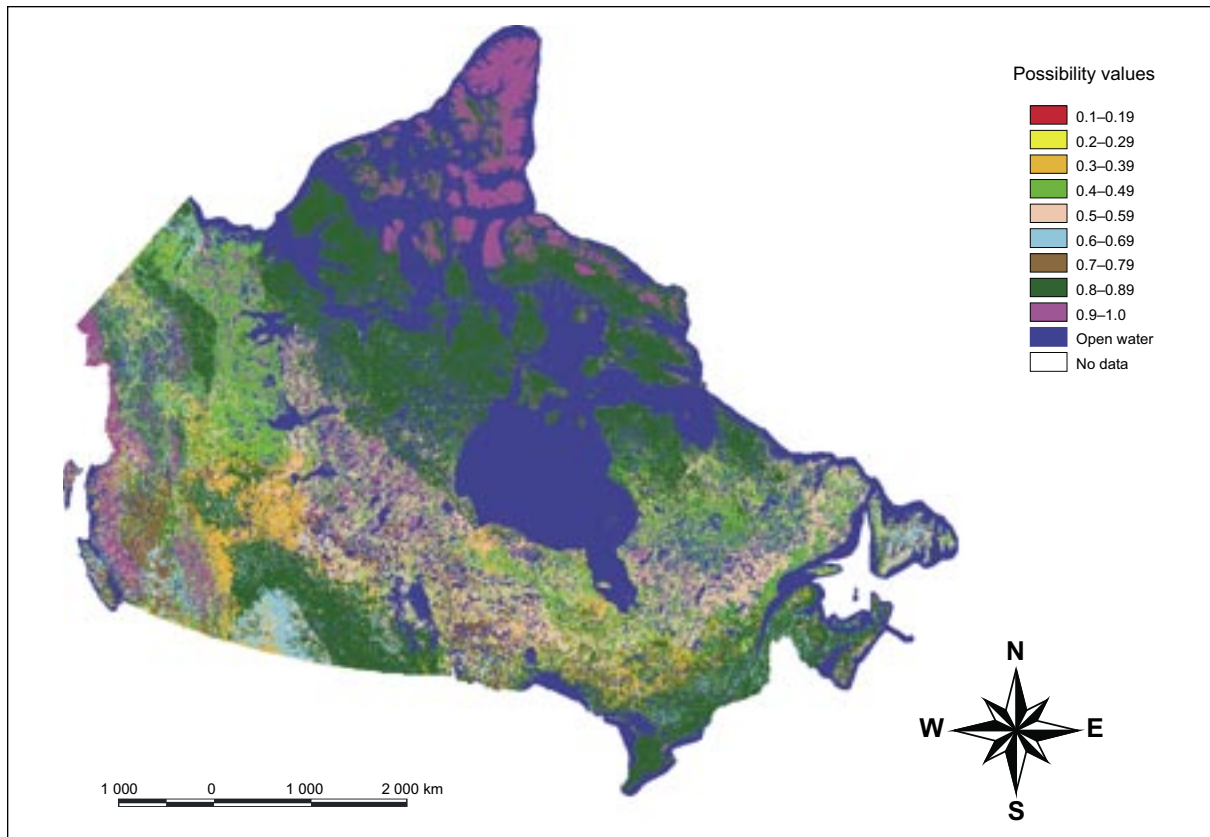 Possibility values
0.1–0.19
0.2–0.29
0.3–0.39
0.4–0.49
0.5–0.59
0.6–0.69
0.7–0.79
0.8–0.89
0.9–1.0
Open water
No data
N
W E
S
1 000 0 1 000 2 000 km